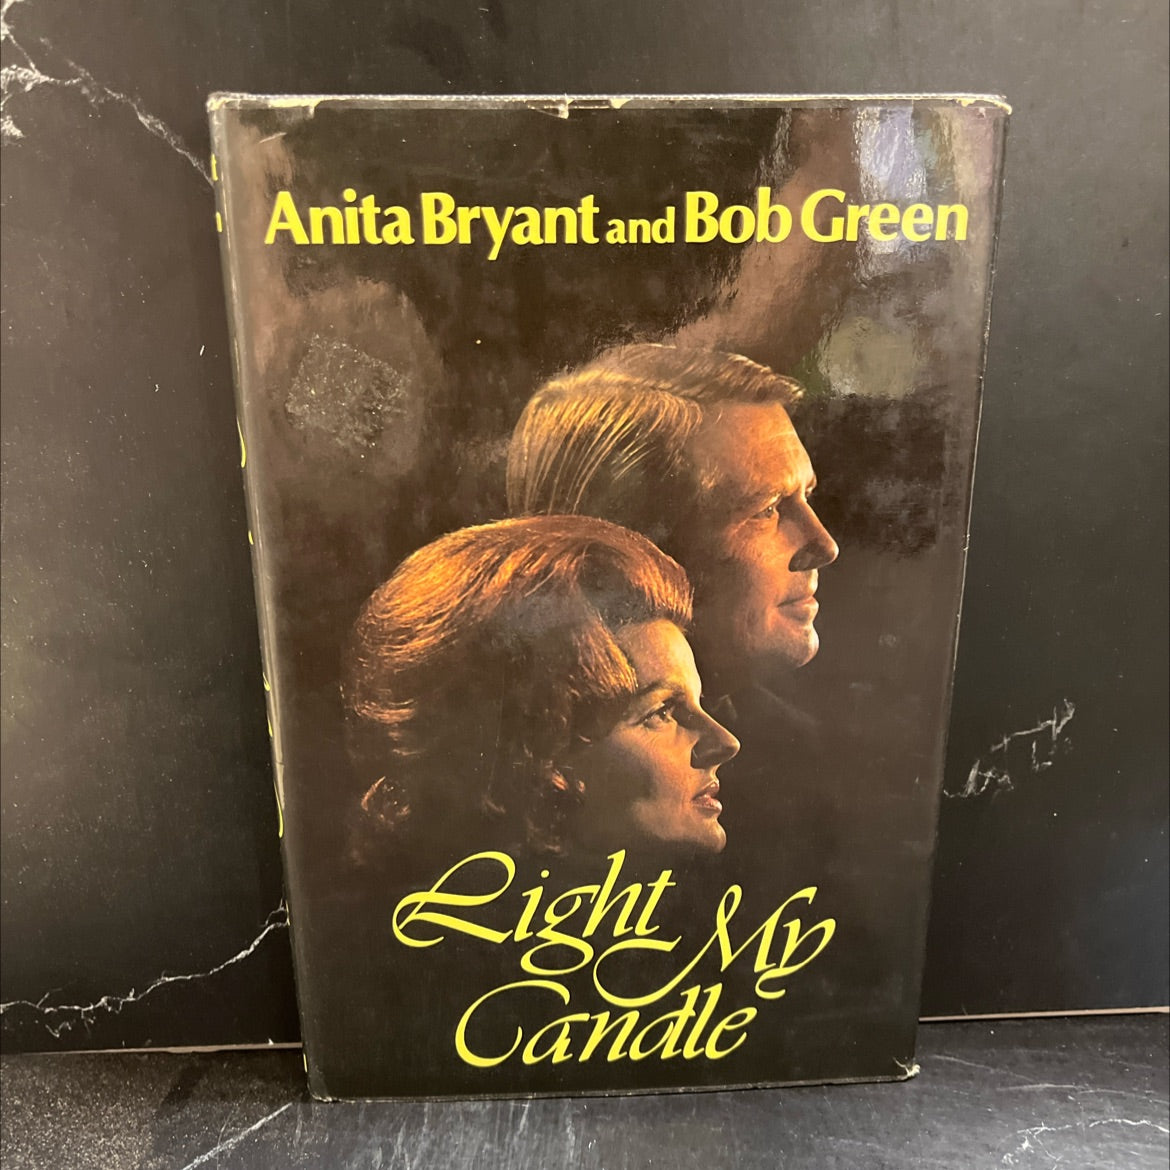 Anita Bryant and Bob Green
Light My
Candle